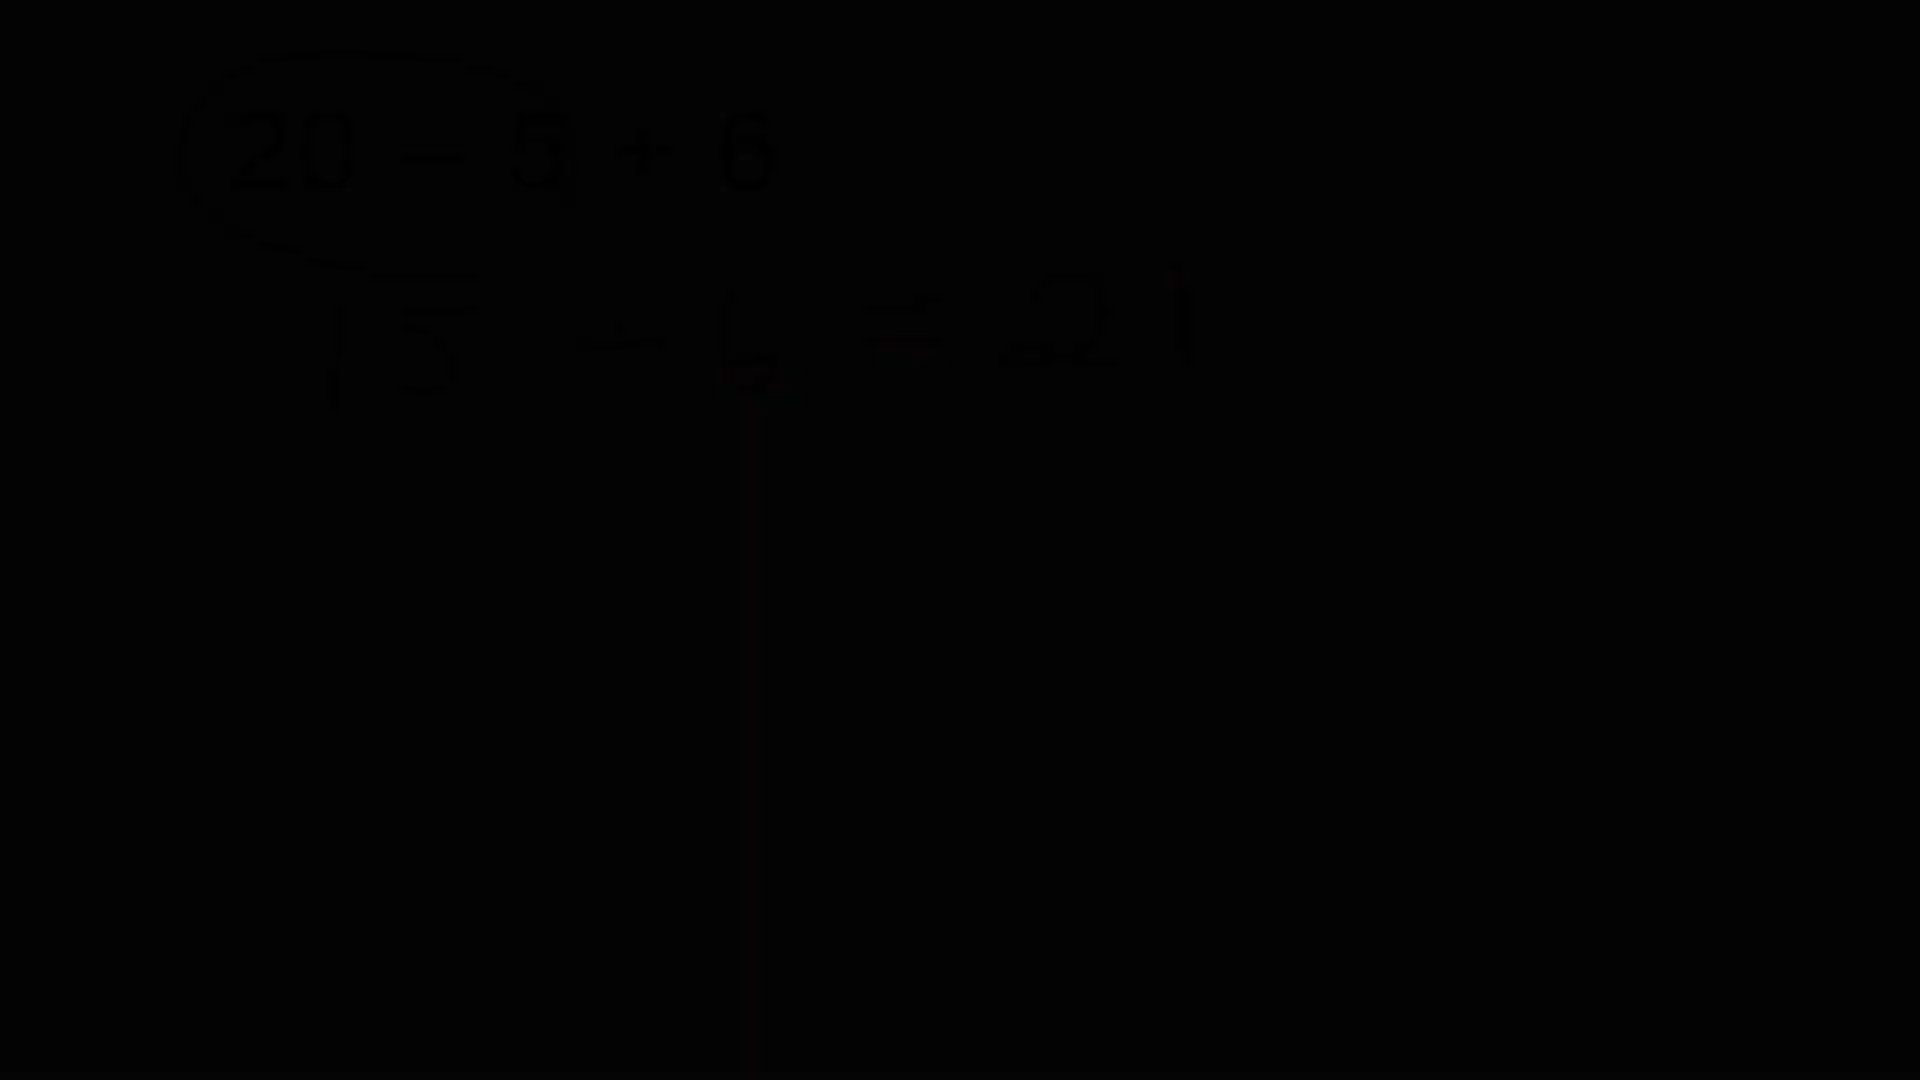 20 – 5 + 6
15 + 6 = 21